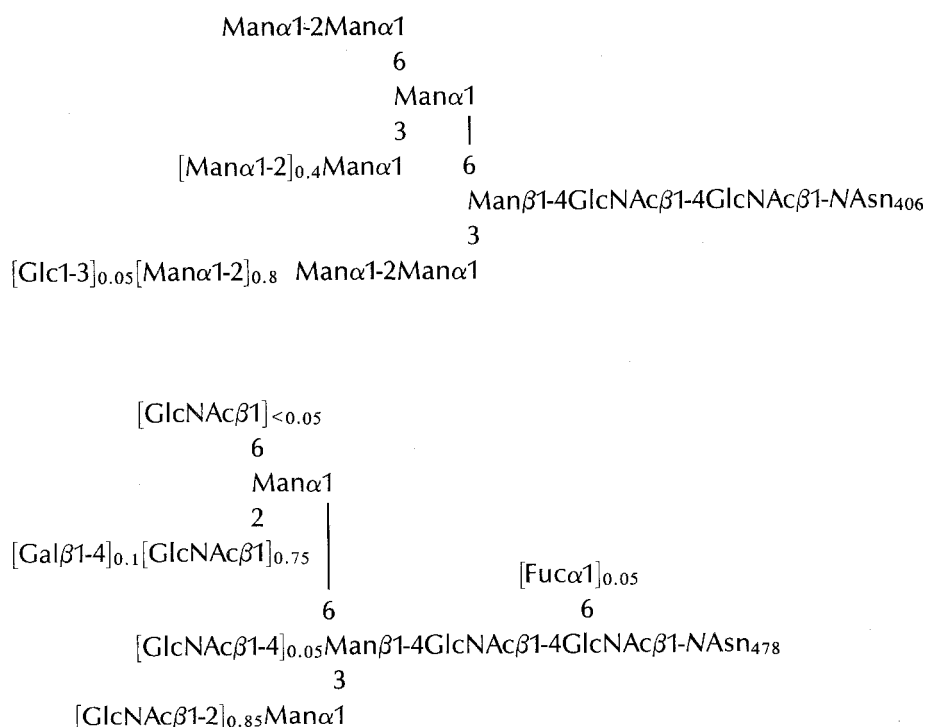 Manα1-2Manα1
6
Manα1
3 |
[Manα1-2]0.4Manα1 6
Manβ1-4GlcNAcβ1-4GlcNAcβ1-NAsn406
3
[Glc1-3]0.05[Manα1-2]0.8 Manα1-2Manα1
[GlcNAcβ1]<0.05
6
Manα1
2
[Galβ1-4]0.1[GlcNAcβ1]0.75
[Fucα1]0.05
6 6
[GlcNAcβ1-4]0.05Manβ1-4GlcNAcβ1-4GlcNAcβ1-NAsn478
3
[GlcNAcβ1-2]0.85Manα1